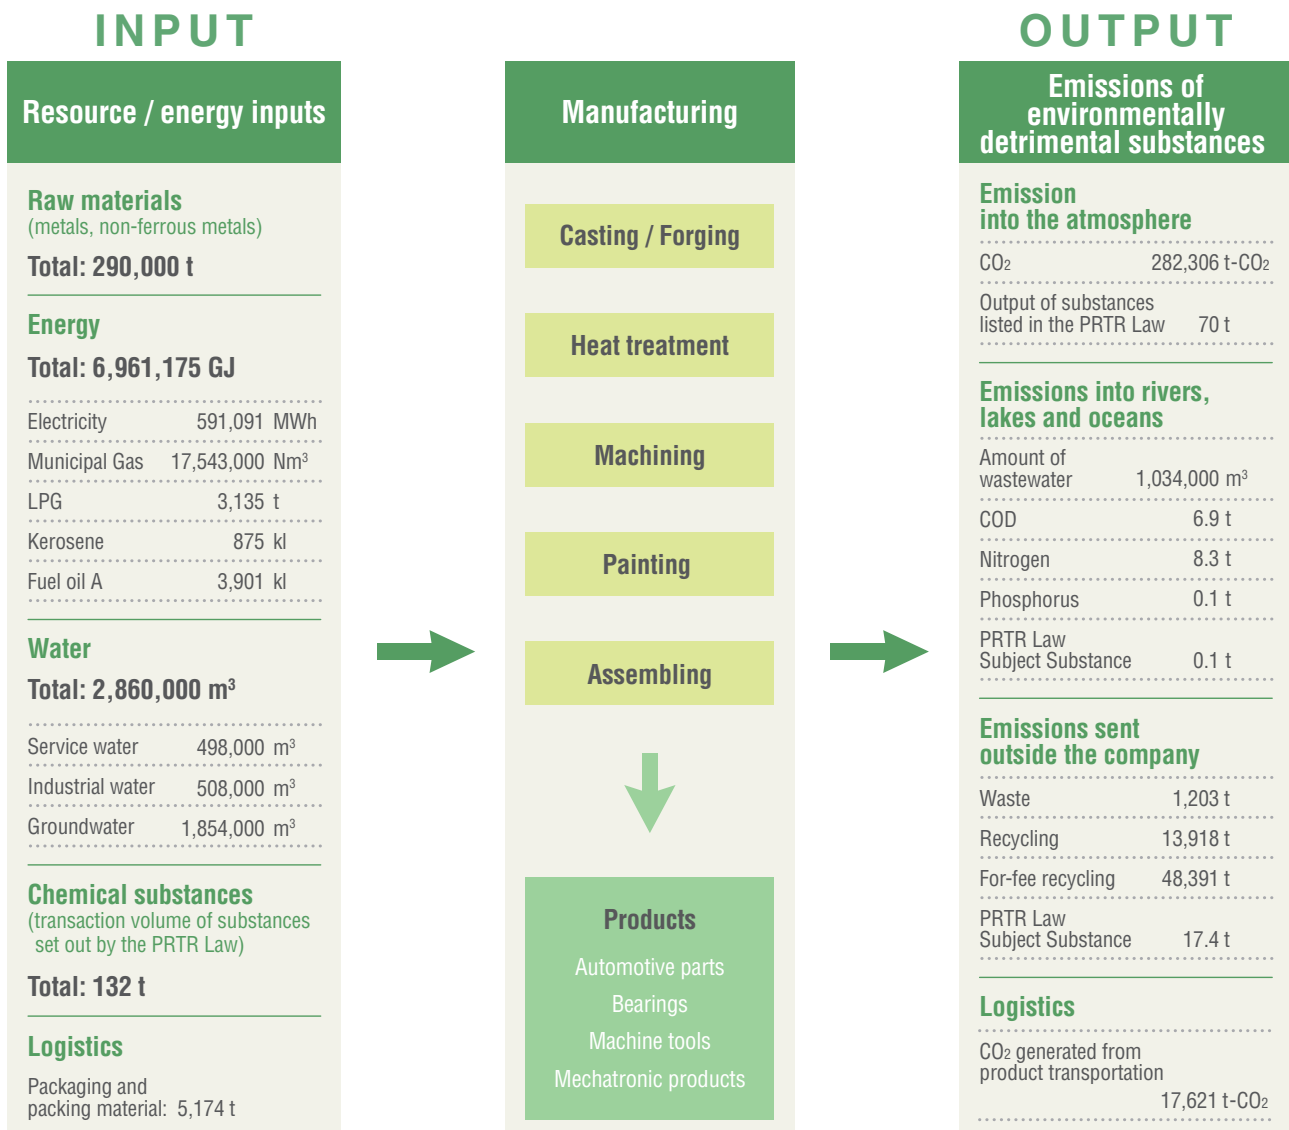 INPUT
Resource / energy inputs
Raw materials
(metals, non-ferrous metals)
Total: 290,000 t
Energy
Total: 6,961,175 GJ
Electricity 591,091 MWh
Municipal Gas 17,543,000 Nm³
LPG 3,135 t
Kerosene 875 kl
Fuel oil A 3,901 kl
Water
Total: 2,860,000 m³
Service water 498,000 m³
Industrial water 508,000 m³
Groundwater 1,854,000 m³
Chemical substances
(transaction volume of substances
set out by the PRTR Law)
Total: 132 t
Logistics
Packaging and
packing material: 5,174 t
Manufacturing
Casting / Forging
Heat treatment
Machining
Painting
Assembling
Products
Automotive parts
Bearings
Machine tools
Mechatronic products
OUTPUT
Emissions of
environmentally
detrimental substances
Emission
into the atmosphere
CO₂ 282,306 t-CO₂
Output of substances
listed in the PRTR Law 70 t
Emissions into rivers,
lakes and oceans
Amount of
wastewater 1,034,000 m³
COD 6.9 t
Nitrogen 8.3 t
Phosphorus 0.1 t
PRTR Law
Subject Substance 0.1 t
Emissions sent
outside the company
Waste 1,203 t
Recycling 13,918 t
For-fee recycling 48,391 t
PRTR Law
Subject Substance 17.4 t
Logistics
CO₂ generated from
product transportation
17,621 t-CO₂